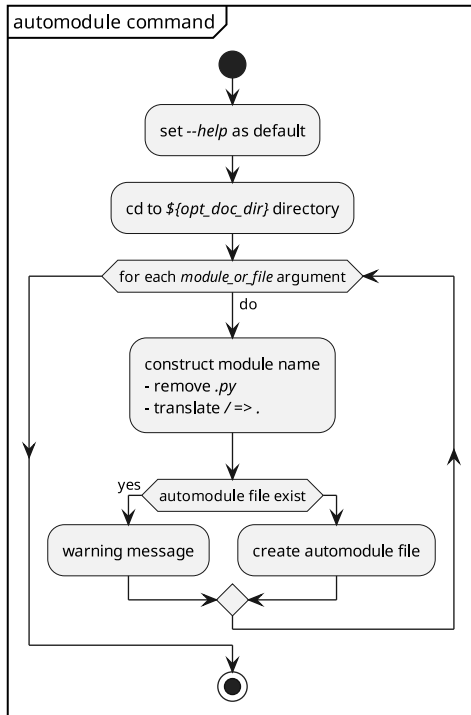 automodule command
set --help as default
cd to ${opt_doc_dir} directory
for each module_or_file argument
do
construct module name
- remove .py
- translate / => .
yes
automodule file exist
warning message
create automodule file